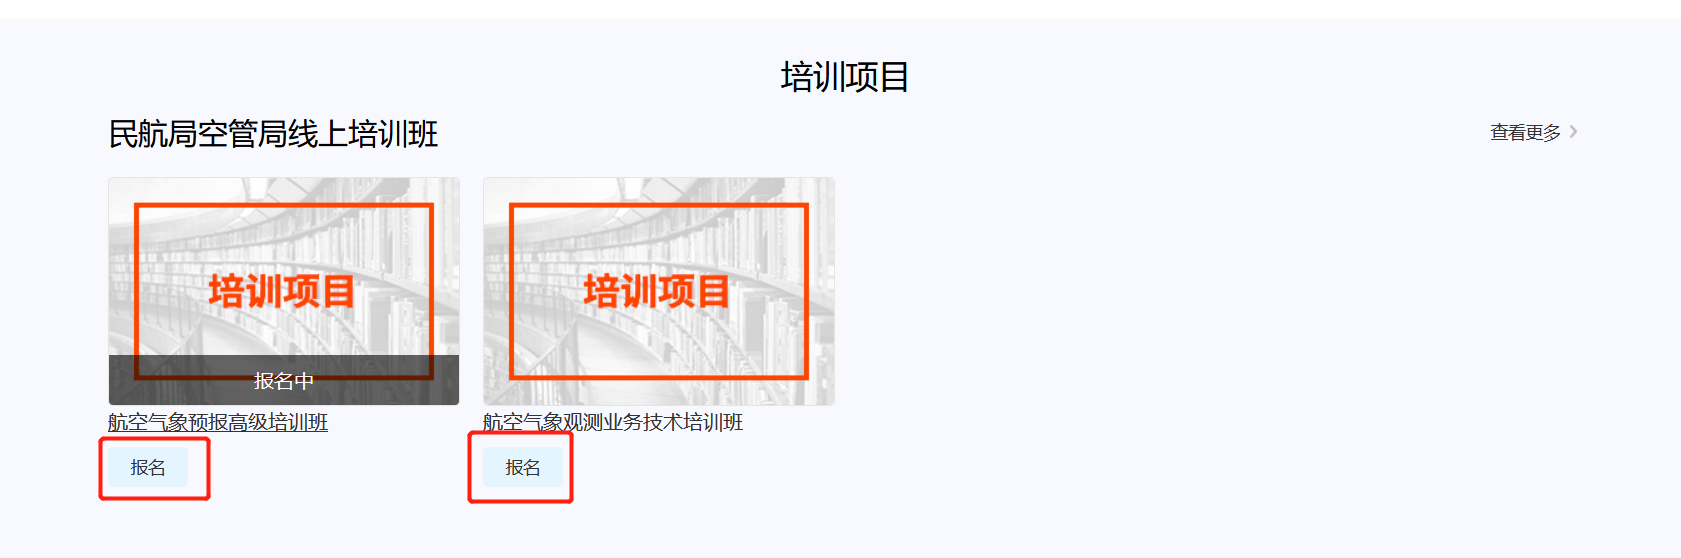 培训项目
民航局空管局线上培训班
查看更多
培训项目
培训项目
报名中
航空气象预报高级培训班
航空气象观测业务技术培训班
报名
报名